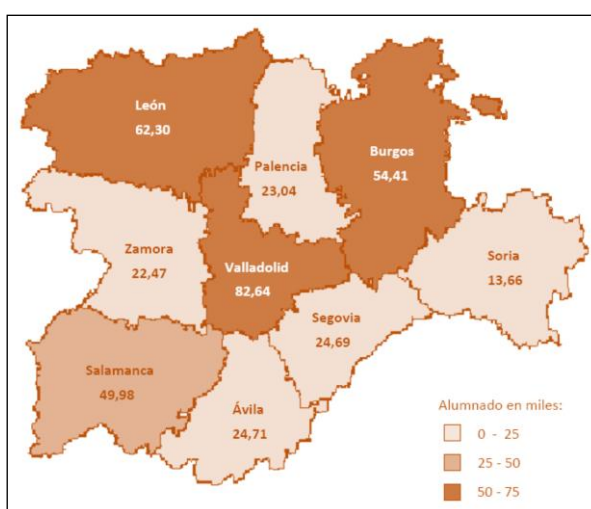 León
62,30
Palencia
23,04
Burgos
54,41
Zamora
22,47
Valladolid
82,64
Soria
13,66
Segovia
24,69
Salamanca
49,98
Ávila
24,71
Alumnado en miles:
0 - 25
25 - 50
50 - 75